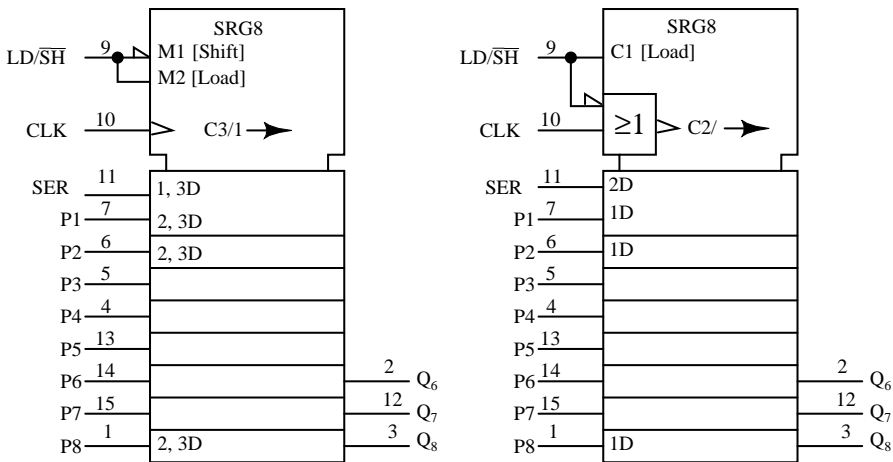 SRG8
LD/S̅H̅ 9 M1 [Shift]
M2 [Load]
CLK 10 C3/1
SER 11 1, 3D
P1 7 2, 3D
P2 6 2, 3D
P3 5
P4 4
P5 13
P6 14 2 Q₆
P7 15 12 Q₇
P8 1 2, 3D 3 Q₈
SRG8
LD/S̅H̅ 9 C1 [Load]
CLK 10 ≥1 C2/
SER 11 2D
P1 7 1D
P2 6 1D
P3 5
P4 4
P5 13
P6 14 2 Q₆
P7 15 12 Q₇
P8 1 1D 3 Q₈